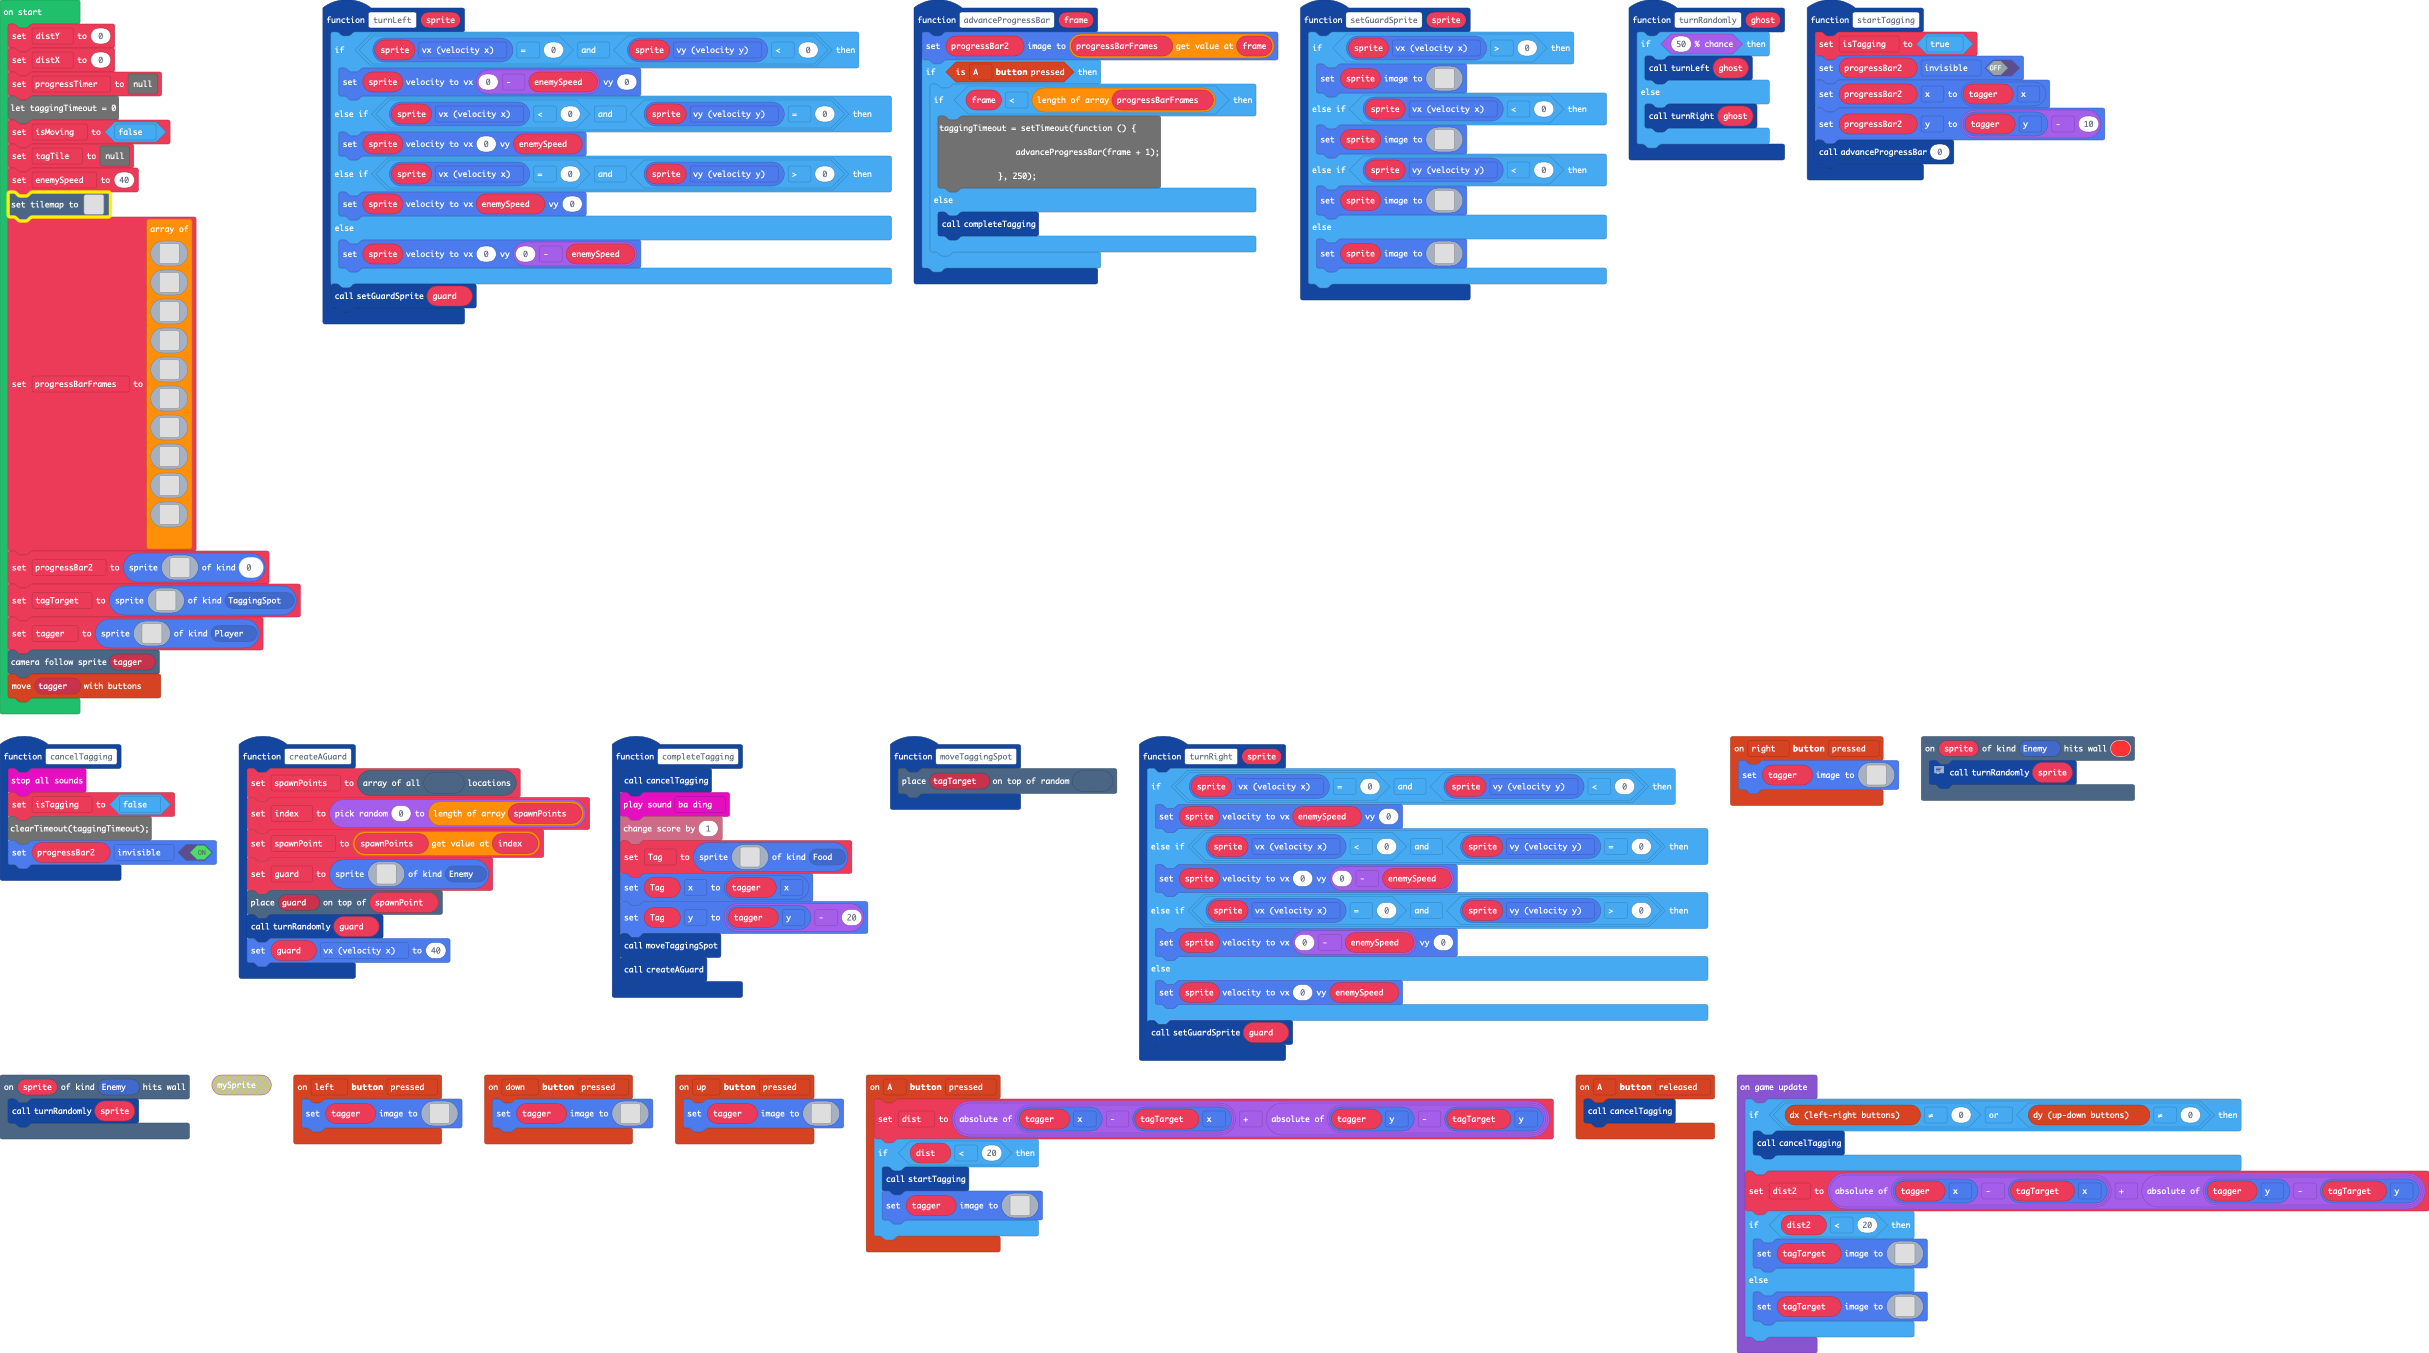 on start
set distY to 0
set distX to 0
set progressTimer to null
let taggingTimeout = 0
set isMoving to false
set tagTile to null
set enemySpeed to 40
set tilemap to
set progressBarFrames to array of
set progressBar2 to sprite of kind 0
set tagTarget to sprite of kind TaggingSpot
set tagger to sprite of kind Player
camera follow sprite tagger
move tagger with buttons
function turnLeft sprite
if sprite vx (velocity x) = 0 and sprite vy (velocity y) < 0 then
set sprite velocity to vx 0 - enemySpeed vy 0
else if sprite vx (velocity x) < 0 and sprite vy (velocity y) = 0 then
set sprite velocity to vx 0 vy enemySpeed
else if sprite vx (velocity x) = 0 and sprite vy (velocity y) > 0 then
set sprite velocity to vx enemySpeed vy 0
else
set sprite velocity to vx 0 vy 0 - enemySpeed
call setGuardSprite guard
function advanceProgressBar frame
set progressBar2 image to progressBarFrames get value at frame
if is A button pressed then
if frame < length of array progressBarFrames then
taggingTimeout = setTimeout(function () {
advanceProgressBar(frame + 1);
}, 250);
else
call completeTagging
function setGuardSprite sprite
if sprite vx (velocity x) > 0 then
set sprite image to
else if sprite vx (velocity x) < 0 then
set sprite image to
else if sprite vy (velocity y) < 0 then
set sprite image to
else
set sprite image to
function turnRandomly ghost
if 50 % chance then
call turnLeft ghost
else
call turnRight ghost
function startTagging
set isTagging to true
set progressBar2 invisible OFF
set progressBar2 x to tagger x
set progressBar2 y to tagger y - 10
call advanceProgressBar 0
function cancelTagging
stop all sounds
set isTagging to false
clearTimeout(taggingTimeout);
set progressBar2 invisible ON
function createAGuard
set spawnPoints to array of all locations
set index to pick random 0 to length of array spawnPoints
set spawnPoint to spawnPoints get value at index
set guard to sprite of kind Enemy
place guard on top of spawnPoint
call turnRandomly guard
set guard vx (velocity x) to 40
function completeTagging
call cancelTagging
play sound ba ding
change score by 1
set Tag to sprite of kind Food
set Tag x to tagger x
set Tag y to tagger y - 20
call moveTaggingSpot
call createAGuard
function moveTaggingSpot
place tagTarget on top of random
function turnRight sprite
if sprite vx (velocity x) = 0 and sprite vy (velocity y) < 0 then
set sprite velocity to vx enemySpeed vy 0
else if sprite vx (velocity x) < 0 and sprite vy (velocity y) = 0 then
set sprite velocity to vx 0 vy 0 - enemySpeed
else if sprite vx (velocity x) = 0 and sprite vy (velocity y) > 0 then
set sprite velocity to vx 0 - enemySpeed vy 0
else
set sprite velocity to vx 0 vy enemySpeed
call setGuardSprite guard
on right button pressed
set tagger image to
on sprite of kind Enemy hits wall
call turnRandomly sprite
on sprite of kind Enemy hits wall
call turnRandomly sprite
mySprite
on left button pressed
set tagger image to
on down button pressed
set tagger image to
on up button pressed
set tagger image to
on A button pressed
set dist to absolute of tagger x - tagTarget x + absolute of tagger y - tagTarget y
if dist < 20 then
call startTagging
set tagger image to
on A button released
call cancelTagging
on game update
if dx (left-right buttons) ≠ 0 or dy (up-down buttons) ≠ 0 then
call cancelTagging
set dist2 to absolute of tagger x - tagTarget x + absolute of tagger y - tagTarget y
if dist2 < 20 then
set tagTarget image to
else
set tagTarget image to